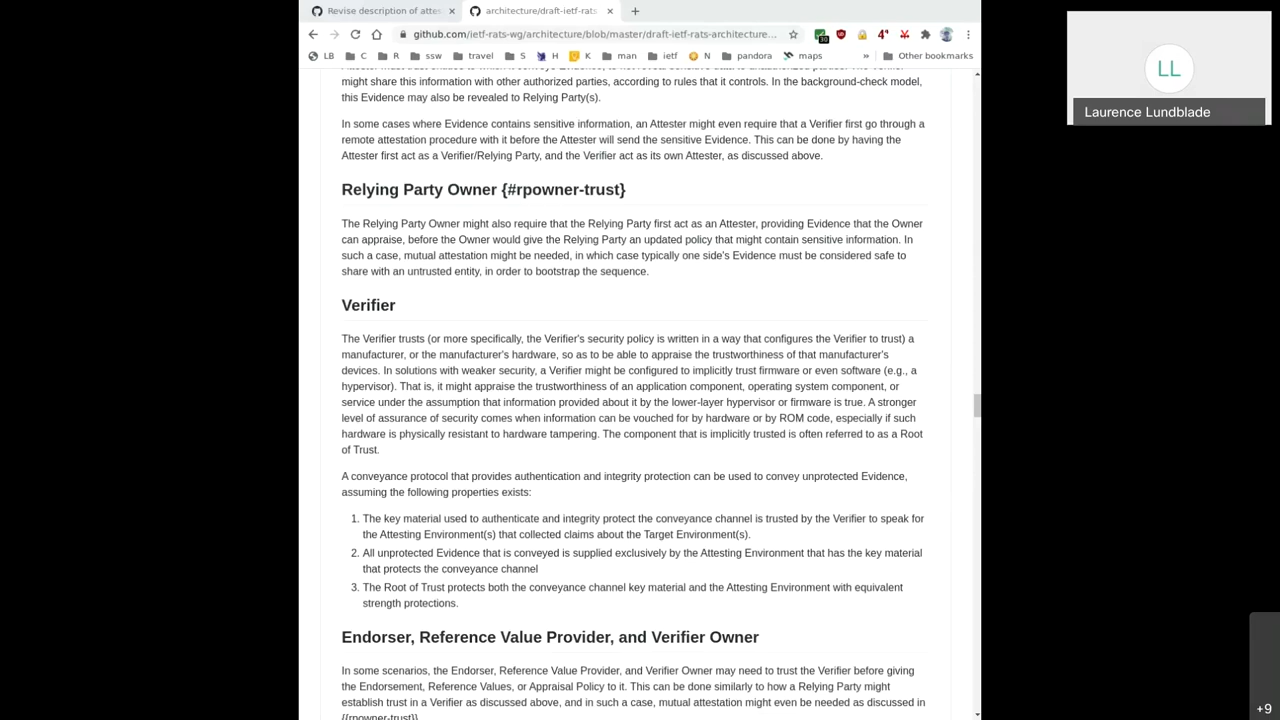 Revise description of attes
architecture/draft-ietf-rats-
github.com/ietf-rats-wg/architecture/blob/master/draft-ietf-rats-architecture...
LB
C
R
ssw
travel
S
H
K
man
ietf
N
pandora
maps
»
Other bookmarks
might share this information with other authorized parties, according to rules that it controls. In the background-check model,
this Evidence may also be revealed to Relying Party(s).
In some cases where Evidence contains sensitive information, an Attester might even require that a Verifier first go through a
remote attestation procedure with it before the Attester will send the sensitive Evidence. This can be done by having the
Attester first act as a Verifier/Relying Party, and the Verifier act as its own Attester, as discussed above.
Relying Party Owner {#rpowner-trust}
The Relying Party Owner might also require that the Relying Party first act as an Attester, providing Evidence that the Owner
can appraise, before the Owner would give the Relying Party an updated policy that might contain sensitive information. In
such a case, mutual attestation might be needed, in which case typically one side's Evidence must be considered safe to
share with an untrusted entity, in order to bootstrap the sequence.
Verifier
The Verifier trusts (or more specifically, the Verifier's security policy is written in a way that configures the Verifier to trust) a
manufacturer, or the manufacturer's hardware, so as to be able to appraise the trustworthiness of that manufacturer's
devices. In solutions with weaker security, a Verifier might be configured to implicitly trust firmware or even software (e.g., a
hypervisor). That is, it might appraise the trustworthiness of an application component, operating system component, or
service under the assumption that information provided about it by the lower-layer hypervisor or firmware is true. A stronger
level of assurance of security comes when information can be vouched for by hardware or by ROM code, especially if such
hardware is physically resistant to hardware tampering. The component that is implicitly trusted is often referred to as a Root
of Trust.
A conveyance protocol that provides authentication and integrity protection can be used to convey unprotected Evidence,
assuming the following properties exists:
1. The key material used to authenticate and integrity protect the conveyance channel is trusted by the Verifier to speak for
the Attesting Environment(s) that collected claims about the Target Environment(s).
2. All unprotected Evidence that is conveyed is supplied exclusively by the Attesting Environment that has the key material
that protects the conveyance channel
3. The Root of Trust protects both the conveyance channel key material and the Attesting Environment with equivalent
strength protections.
Endorser, Reference Value Provider, and Verifier Owner
In some scenarios, the Endorser, Reference Value Provider, and Verifier Owner may need to trust the Verifier before giving
the Endorsement, Reference Values, or Appraisal Policy to it. This can be done similarly to how a Relying Party might
establish trust in a Verifier as discussed above, and in such a case, mutual attestation might even be needed as discussed in
{{rpowner-trust}}.
LL
Laurence Lundblade
+9